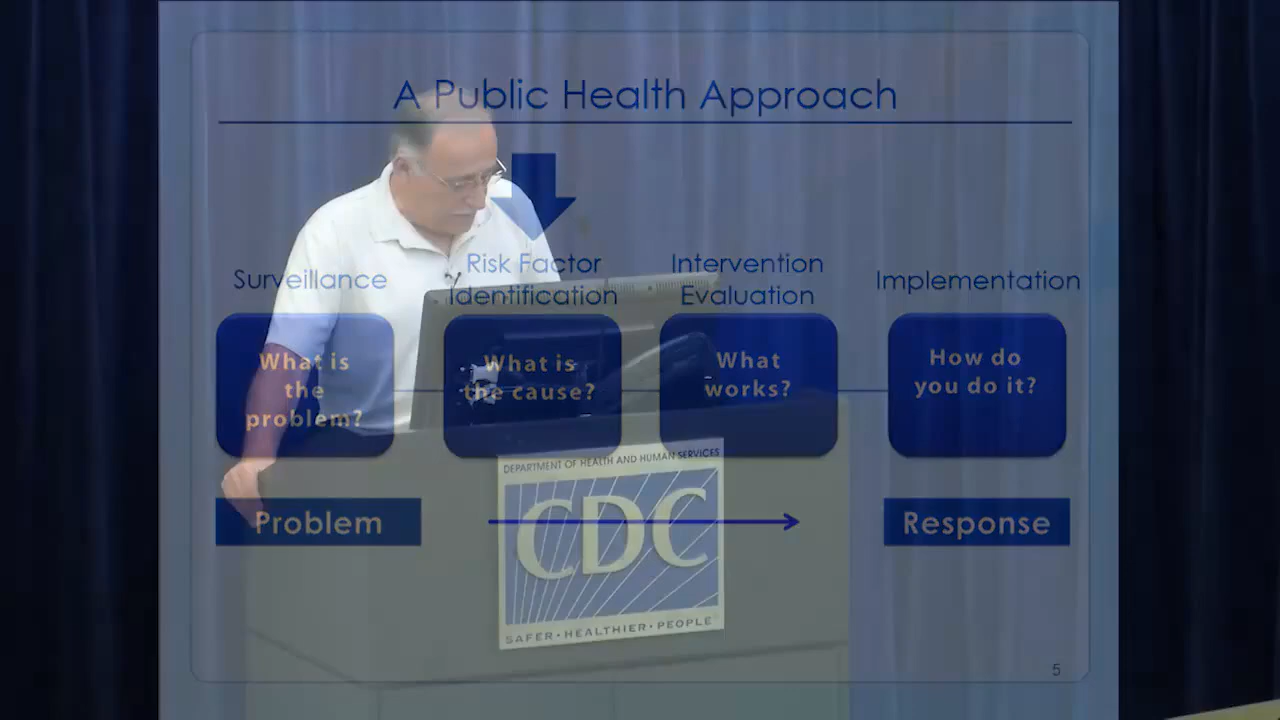 A Public Health Approach
Surveillance
Risk Factor
Identification
Intervention
Evaluation
Implementation
What is
the
problem?
What is
the cause?
What
works?
How do
you do it?
DEPARTMENT OF HEALTH AND HUMAN SERVICES
CDC
SAFER • HEALTHIER • PEOPLE
Problem
Response
5